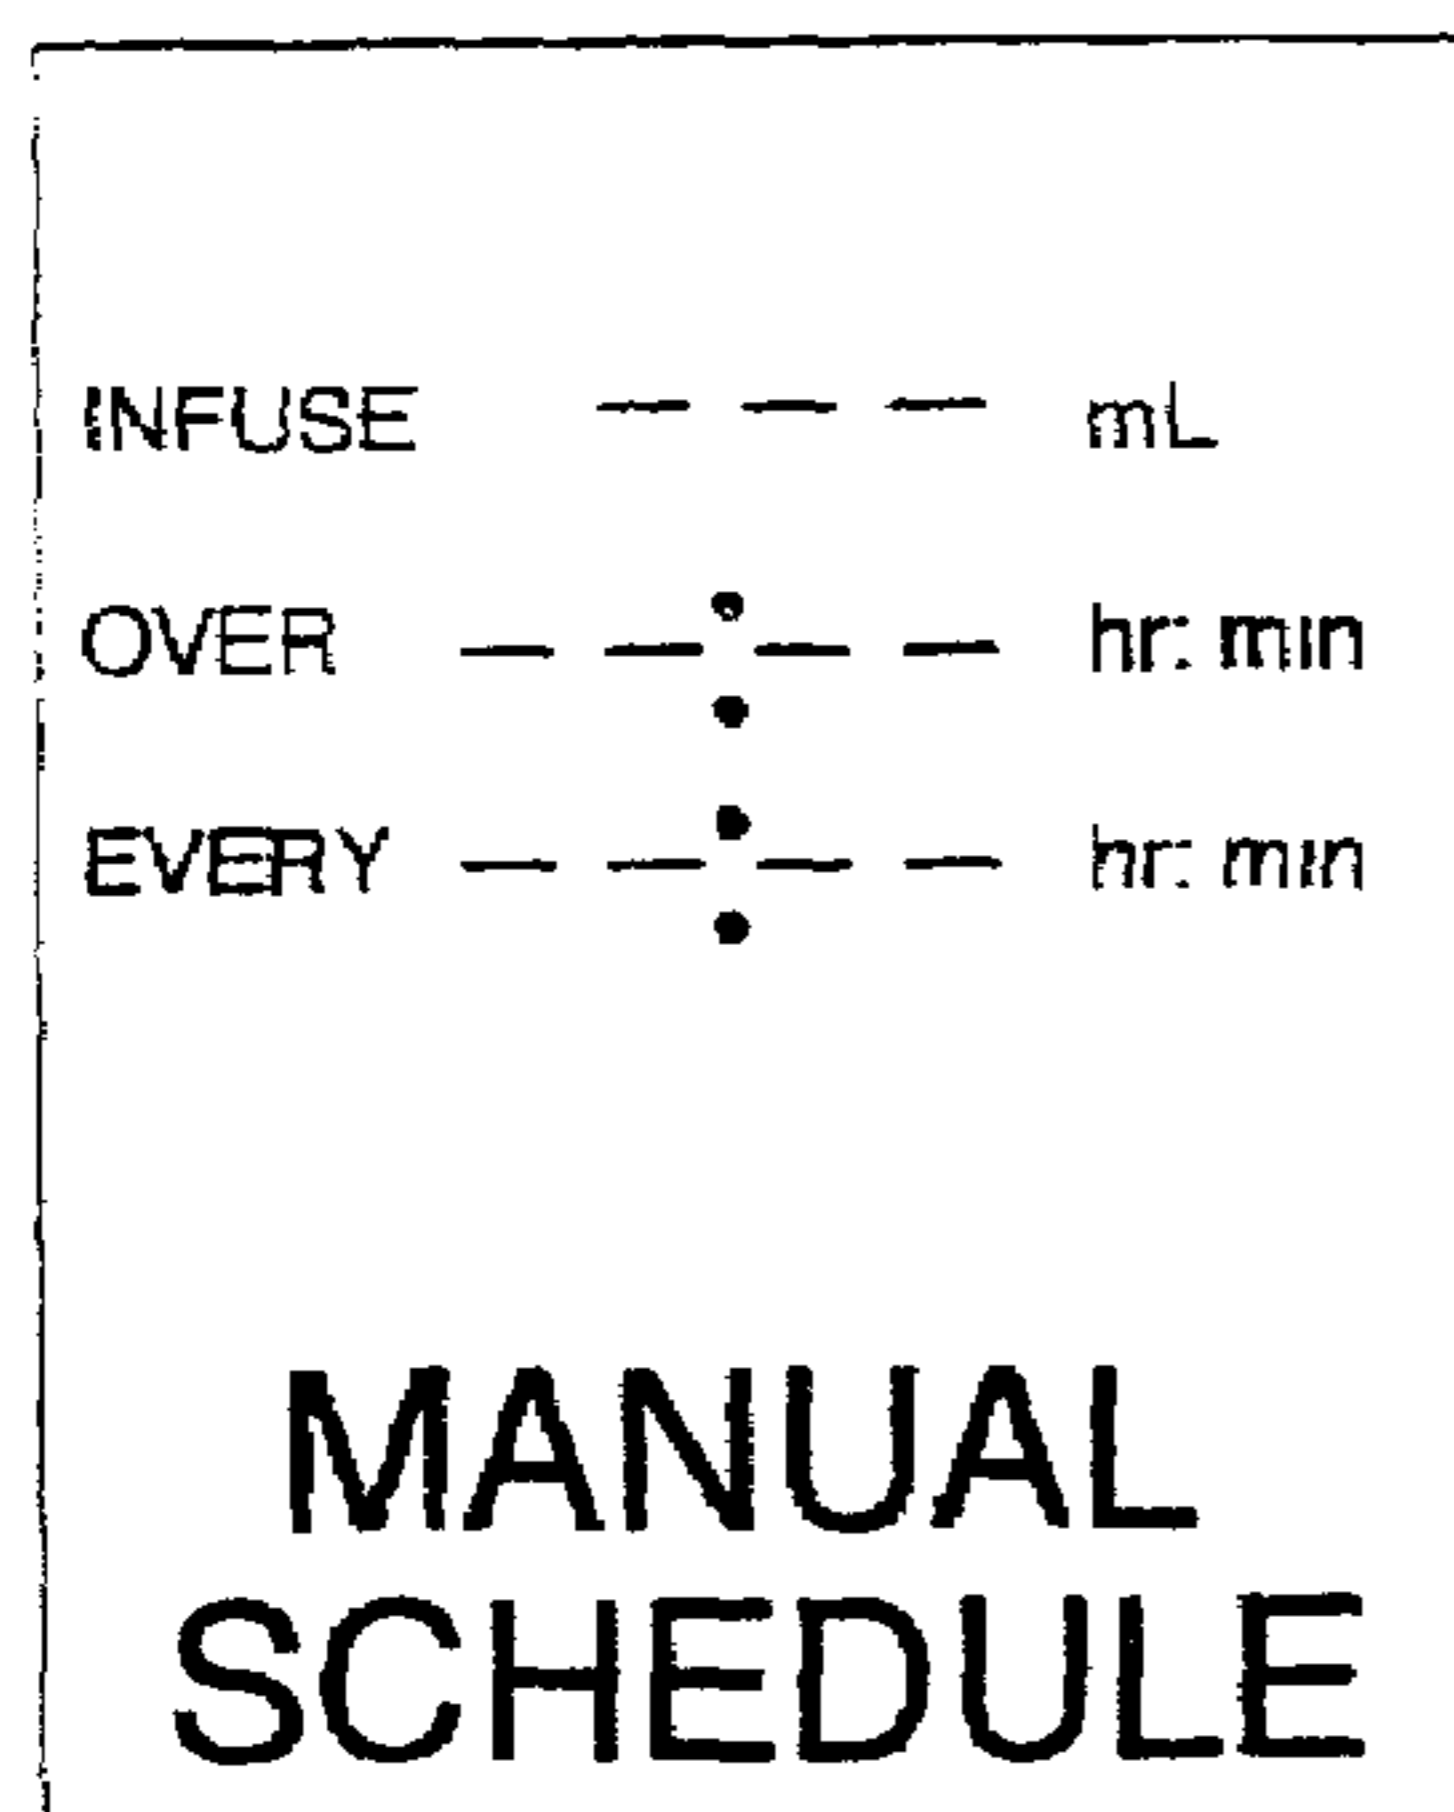 INFUSE _ _ _ mL
OVER _ _:_ _ hr: min
EVERY _ _:_ _ hr: min
MANUAL
SCHEDULE